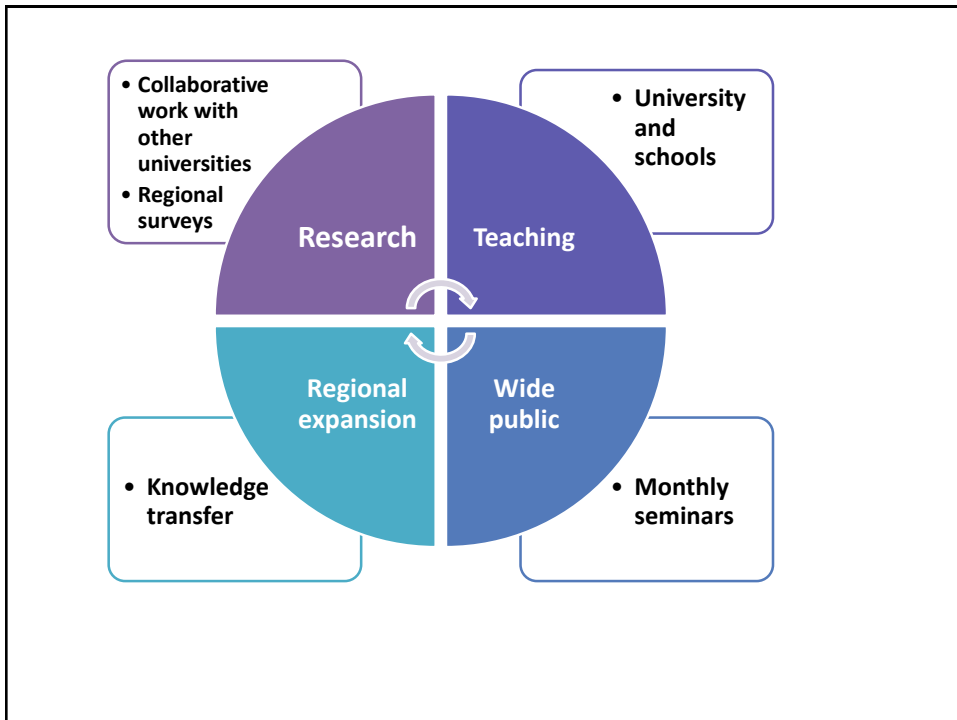 • Collaborative
work with
other
universities
• Regional
surveys
• University
and
schools
Research
Teaching
Regional
expansion
Wide
public
• Knowledge
transfer
• Monthly
seminars